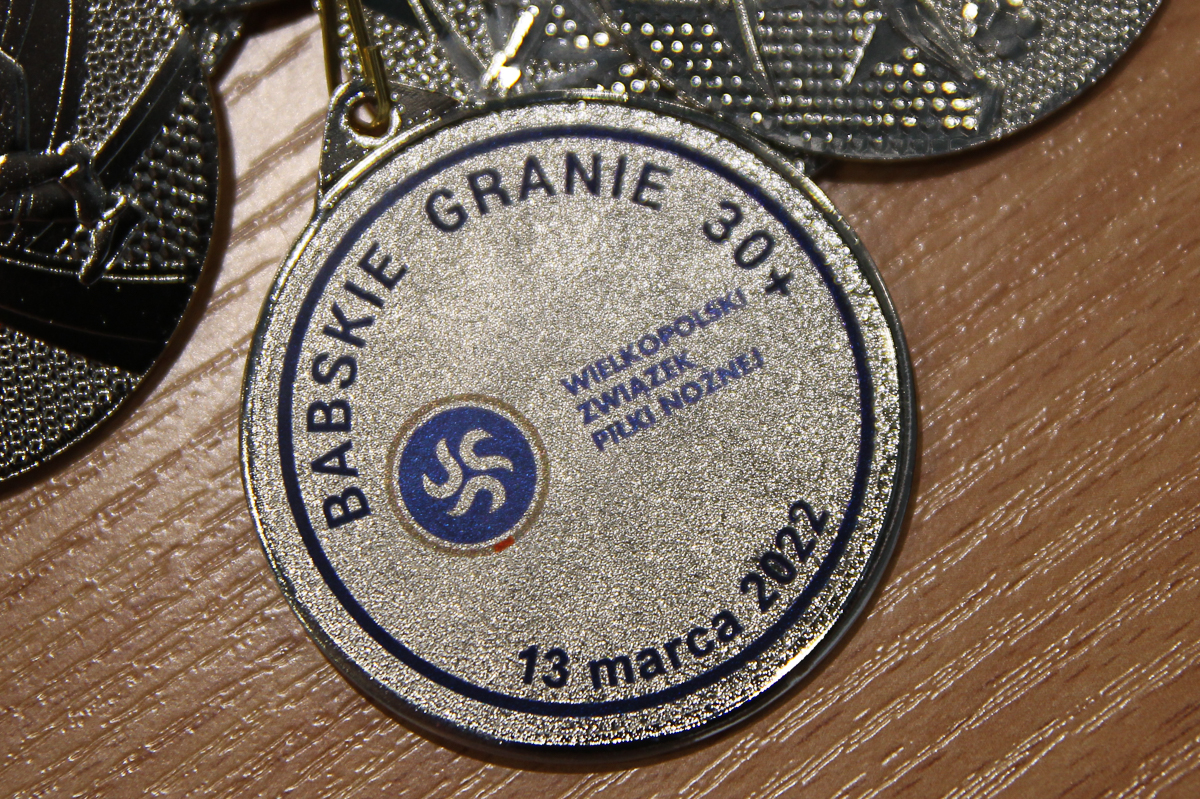 BABSKIE GRANIE 30+
WIELKOPOLSKI
ZWIĄZEK
PIŁKI NOŻNEJ
13 marca 2022